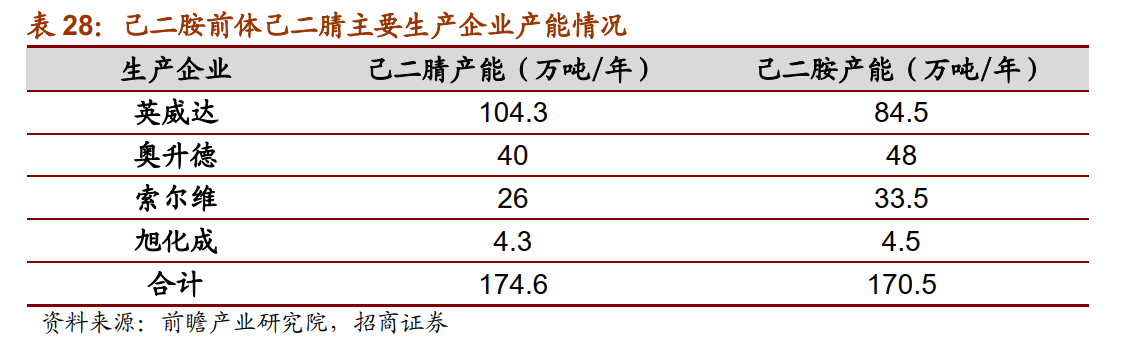 表 28：己二胺前体己二腈主要生产企业产能情况
生产企业 己二腈产能（万吨/年） 己二胺产能（万吨/年）
英威达 104.3 84.5
奥升德 40 48
索尔维 26 33.5
旭化成 4.3 4.5
合计 174.6 170.5
资料来源：前瞻产业研究院，招商证券